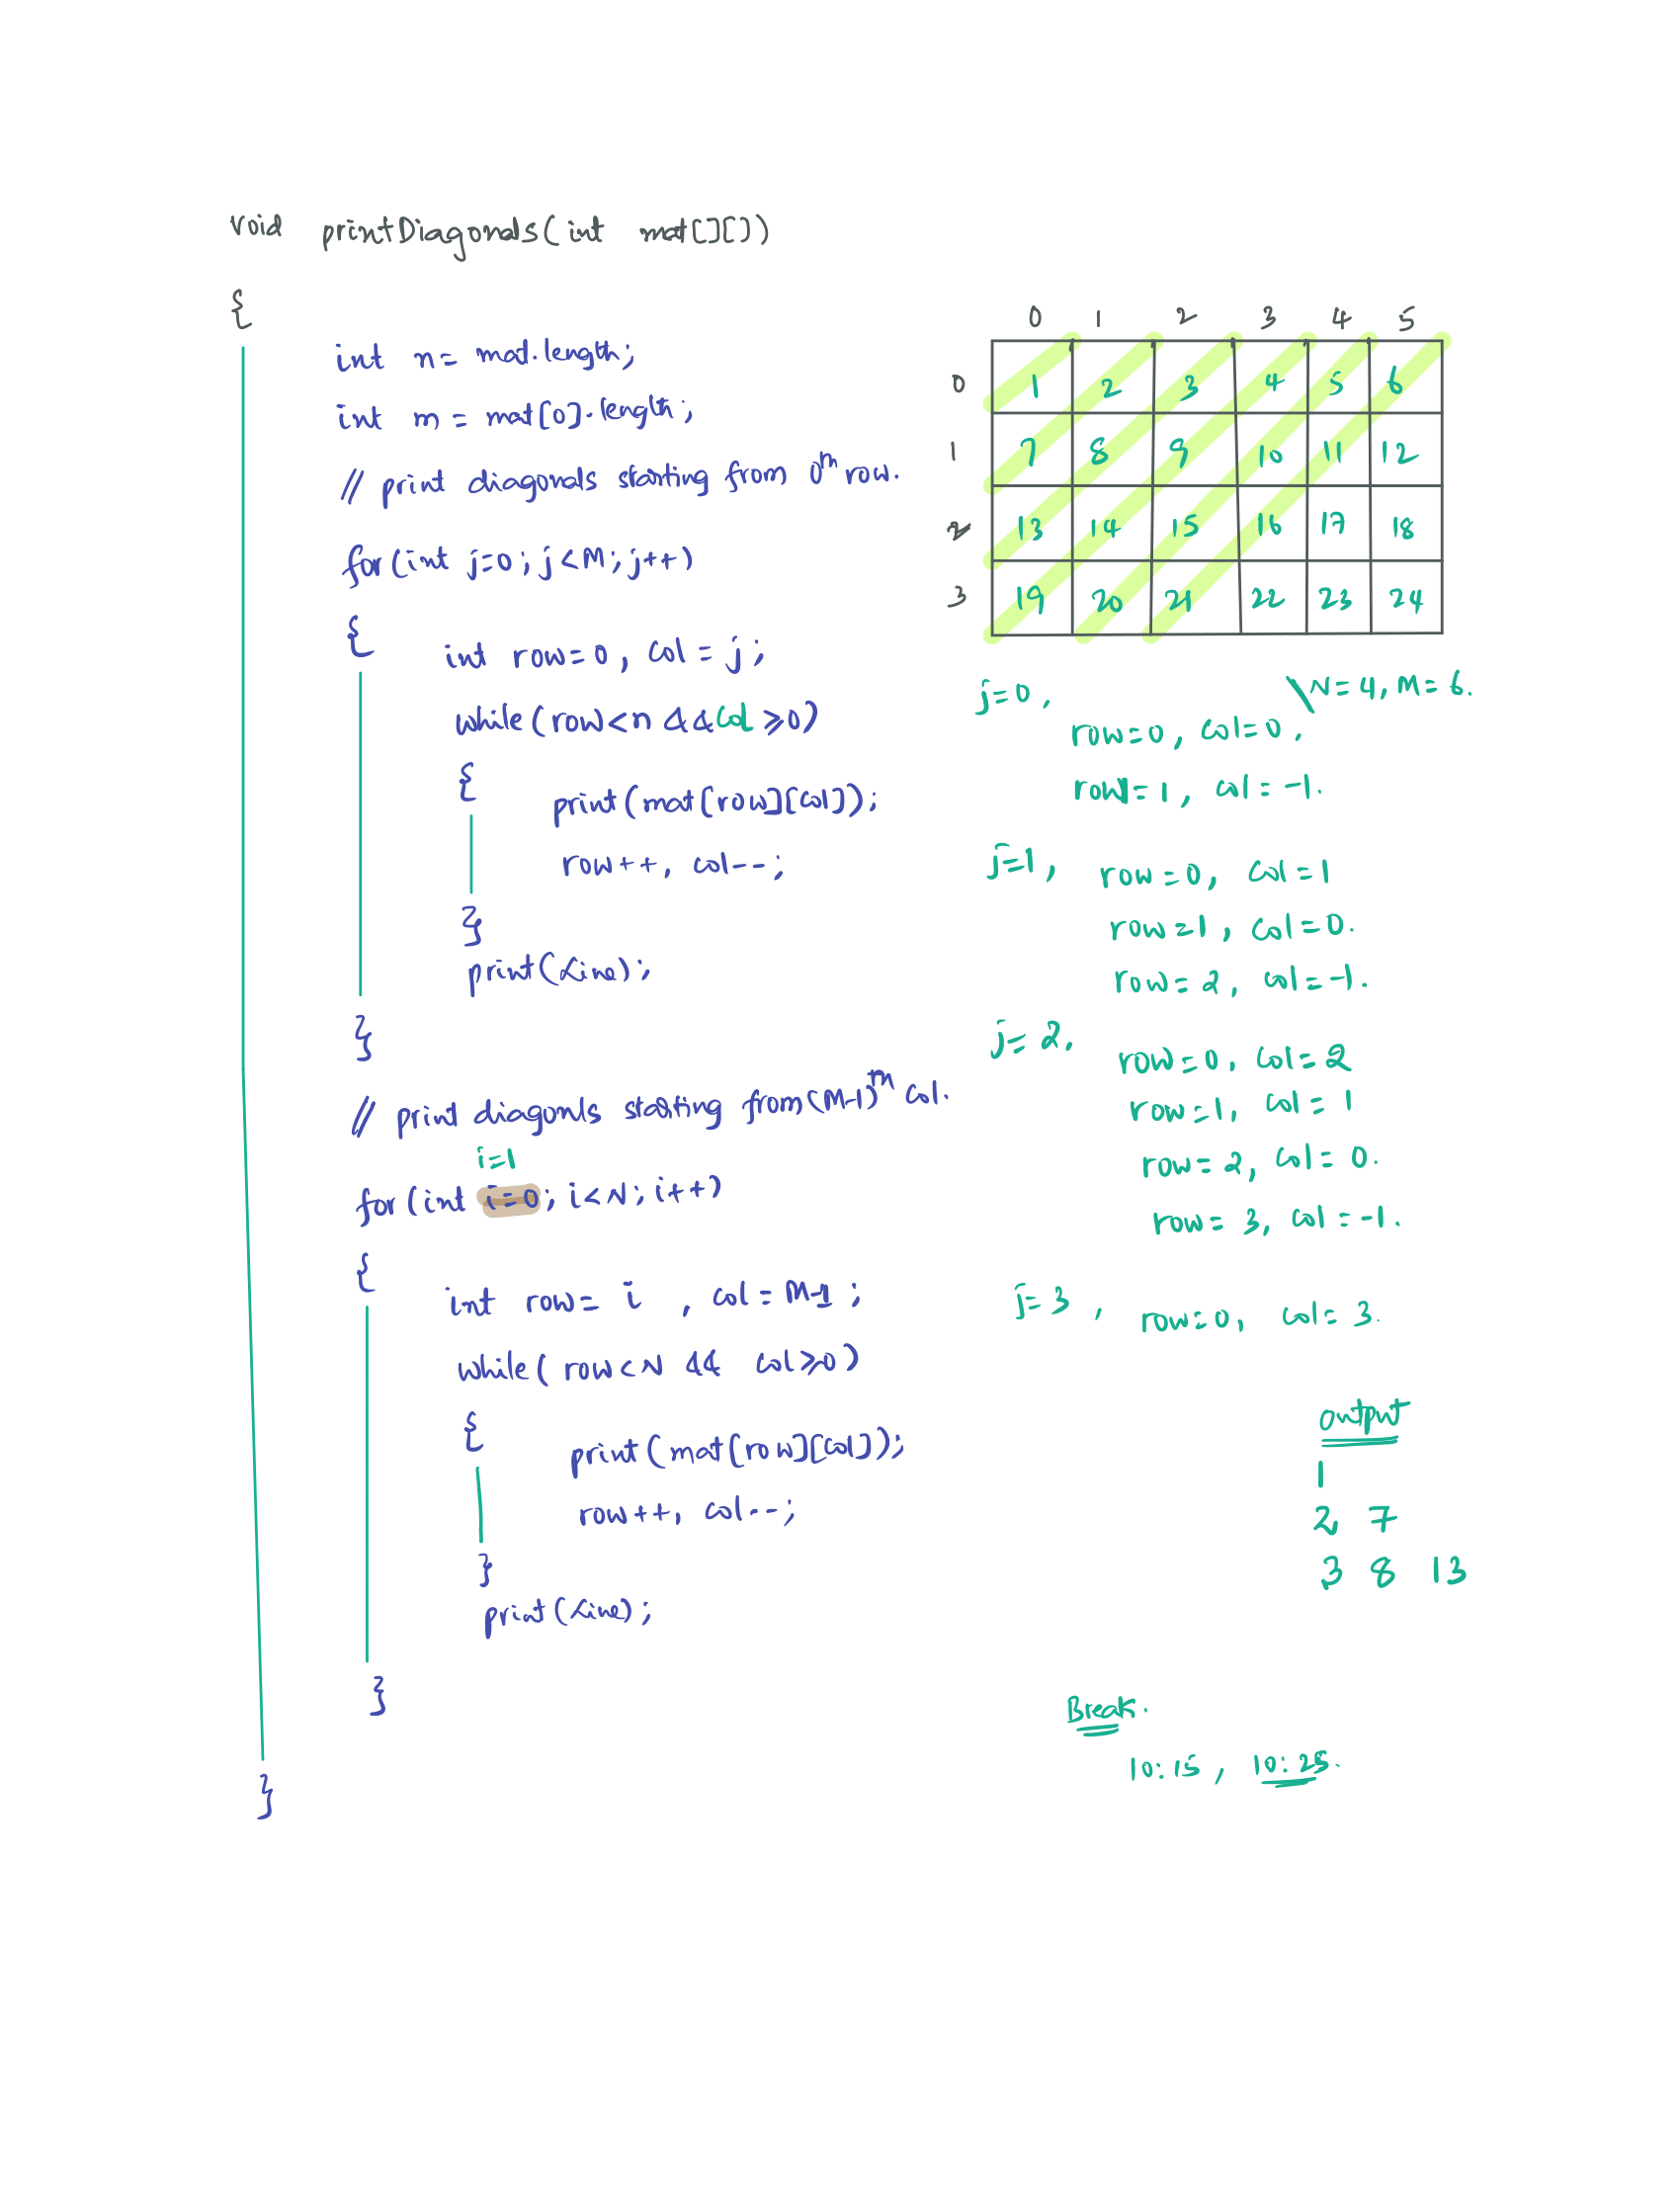 void printDiagonals(int mat[][])
{
int n= mat.length;
int m= mat[0].length;
// print diagonals starting from 0th row.
for(int j=0; j<M; j++)
{
int row=0, col = j;
while(row<n && col ≥0)
{
print(mat[row][col]);
row++, col--;
}
print(Line);
}
// print diagonls starting from (M-1)th col.
i=1
for(int i=0; i<N; i++)
{
int row= i , col= M-1 ;
while( row<N && col≥0)
{
print(mat[row][col]);
row++, col--;
}
print(Line);
}
}
0 1 2 3 4 5
0 1 2 3 4 5 6
1 7 8 9 10 11 12
2 13 14 15 16 17 18
3 19 20 21 22 23 24
N=4, M=6.
j=0,
row=0, col=0.
row=1, col=-1.
j=1, row=0, col=1
row=1, col=0.
row=2, col=-1.
j=2. row=0, col=2
row=1, col=1
row=2, col=0.
row=3, col=-1.
j=3, row=0, col=3.
output
1
2 7
3 8 13
Break.
10:15, 10:25.